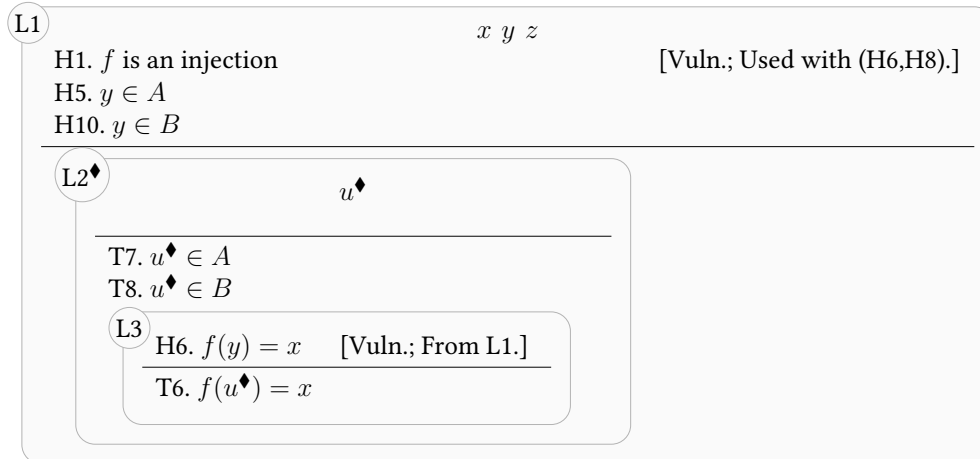 L1
x y z
H1. f is an injection [Vuln.; Used with (H6,H8).]
H5. y ∈ A
H10. y ∈ B
L2♦
u♦
T7. u♦ ∈ A
T8. u♦ ∈ B
L3
H6. f(y) = x [Vuln.; From L1.]
T6. f(u♦) = x